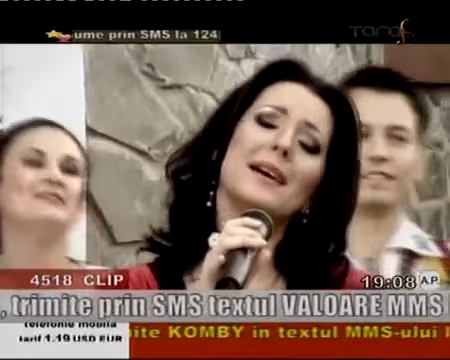 ume prin SMS la 124
Taraf
4518 CLIP
19:08 AP
, trimite prin SMS textul VALOARE MMS
telefonie mobila
tarif 1.19 USD EUR
ite KOMBY in textul MMS-ului